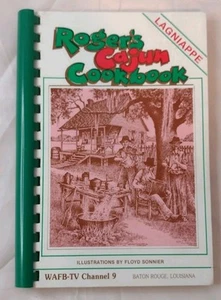 LAGNIAPPE
Roger's
Cajun
Cookbook
ILLUSTRATIONS BY FLOYD SONNIER
WAFB-TV Channel 9 BATON ROUGE, LOUISIANA